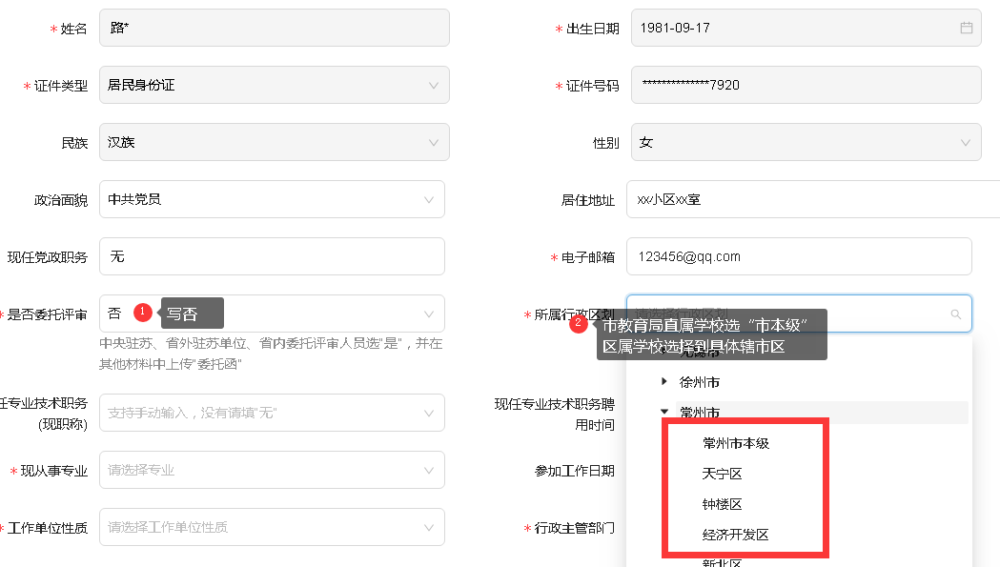 * 姓名 路*
* 出生日期 1981-09-17
* 证件类型 居民身份证
* 证件号码 **************7920
民族 汉族
性别 女
政治面貌 中共党员
居住地址 xx小区xx室
现任党政职务 无
* 电子邮箱 123456@qq.com
* 是否委托评审 否 1 写否
中央驻苏、省外驻苏单位、省内委托评审人员选"是"，并在
其他材料中上传"委托函"
* 所属行政区划 请选择行政区划
2 市教育局直属学校选“市本级”
区属学校选择到具体辖市区
无锡市
徐州市
常州市
常州市本级
天宁区
钟楼区
经济开发区
新北区
任专业技术职务
(现职称) 支持手动输入，没有请填"无"
现任专业技术职务聘
用时间
* 现从事专业 请选择专业
参加工作日期
* 工作单位性质 请选择工作单位性质
* 行政主管部门